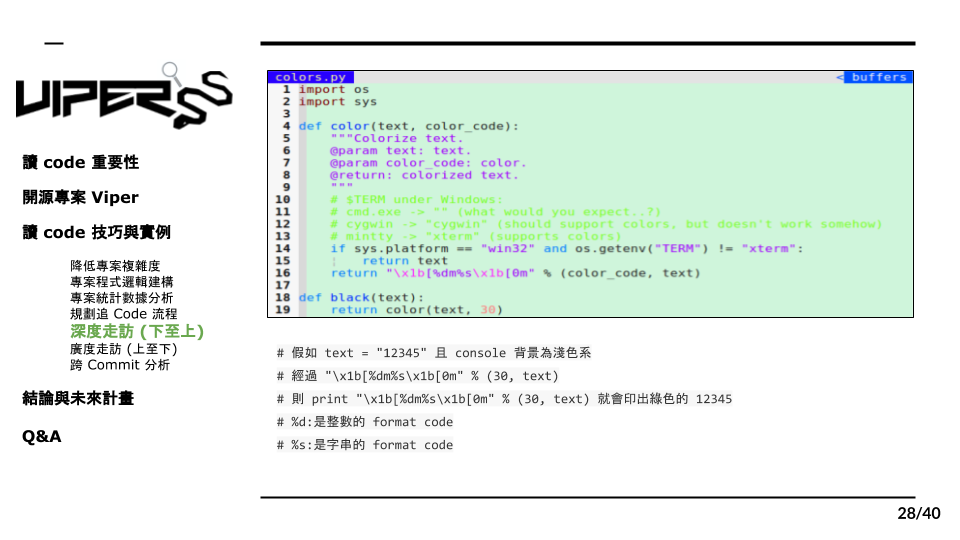 VIPER
讀 code 重要性
開源專案 Viper
讀 code 技巧與實例
降低專案複雜度
專案程式邏輯建構
專案統計數據分析
規劃追 Code 流程
深度走訪 (下至上)
廣度走訪 (上至下)
跨 Commit 分析
結論與未來計畫
Q&A
colors.py < buffers
1 import os
2 import sys
3
4 def color(text, color_code):
5 """Colorize text.
6 @param text: text.
7 @param color_code: color.
8 @return: colorized text.
9 """
10 # $TERM under Windows:
11 # cmd.exe -> "" (what would you expect..?)
12 # cygwin -> "cygwin" (should support colors, but doesn't work somehow)
13 # mintty -> "xterm" (supports colors)
14 if sys.platform == "win32" and os.getenv("TERM") != "xterm":
15 ¦ return text
16 return "\x1b[%dm%s\x1b[0m" % (color_code, text)
17
18 def black(text):
19 return color(text, 30)
# 假如 text = "12345" 且 console 背景為淺色系
# 經過 "\x1b[%dm%s\x1b[0m" % (30, text)
# 則 print "\x1b[%dm%s\x1b[0m" % (30, text) 就會印出綠色的 12345
# %d:是整數的 format code
# %s:是字串的 format code
28/40